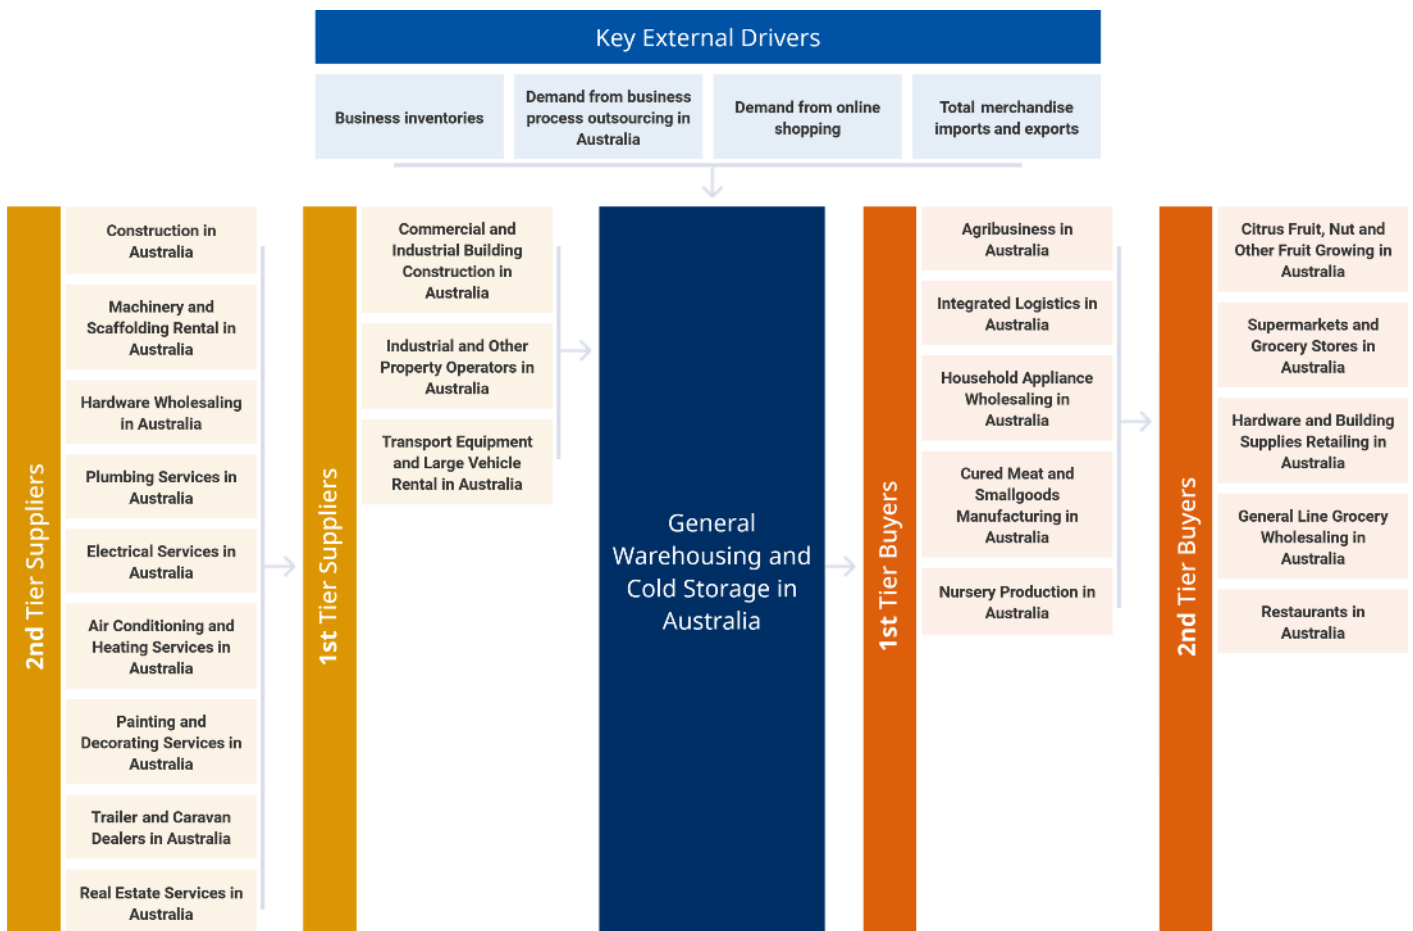 Key External Drivers
Business inventories
Demand from business
process outsourcing in
Australia
Demand from online
shopping
Total merchandise
imports and exports
2nd Tier Suppliers
Construction in
Australia
Machinery and
Scaffolding Rental in
Australia
Hardware Wholesaling
in Australia
Plumbing Services in
Australia
Electrical Services in
Australia
Air Conditioning and
Heating Services in
Australia
Painting and
Decorating Services in
Australia
Trailer and Caravan
Dealers in Australia
Real Estate Services in
Australia
1st Tier Suppliers
Commercial and
Industrial Building
Construction in
Australia
Industrial and Other
Property Operators in
Australia
Transport Equipment
and Large Vehicle
Rental in Australia
General
Warehousing and
Cold Storage in
Australia
1st Tier Buyers
Agribusiness in
Australia
Integrated Logistics in
Australia
Household Appliance
Wholesaling in
Australia
Cured Meat and
Smallgoods
Manufacturing in
Australia
Nursery Production in
Australia
2nd Tier Buyers
Citrus Fruit, Nut and
Other Fruit Growing in
Australia
Supermarkets and
Grocery Stores in
Australia
Hardware and Building
Supplies Retailing in
Australia
General Line Grocery
Wholesaling in
Australia
Restaurants in
Australia